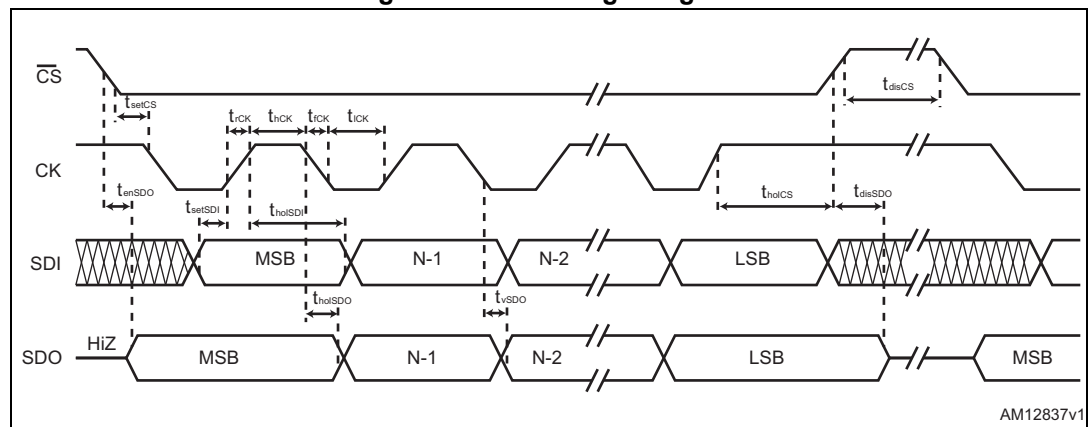 CS
tsetCS
tdisCS
trCK thCK tfCK tlCK
CK
tenSDO
tsetSDI
tholSDI
tholCS
tdisSDO
SDI
MSB
N-1
N-2
LSB
tholSDO
tvSDO
SDO
HiZ
MSB
N-1
N-2
LSB
MSB
AM12837v1